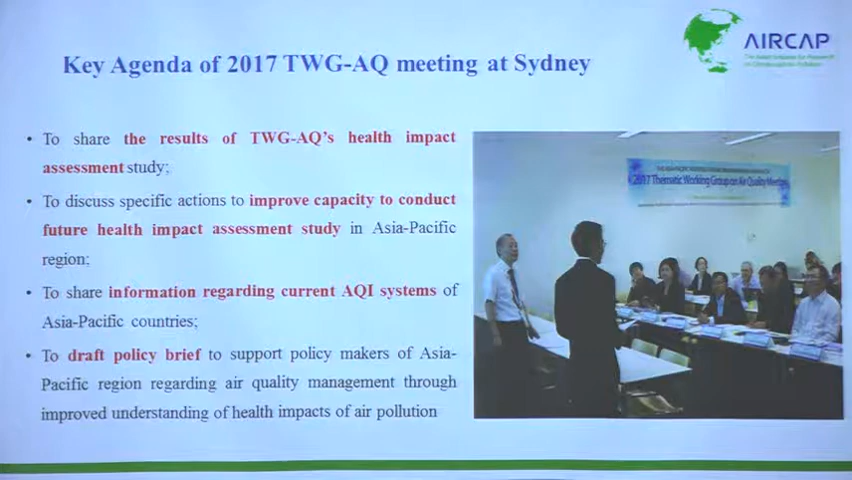 AIRCAP
Key Agenda of 2017 TWG-AQ meeting at Sydney
• To share the results of TWG-AQ's health impact
assessment study;
• To discuss specific actions to improve capacity to conduct
future health impact assessment study in Asia-Pacific
region;
• To share information regarding current AQI systems of
Asia-Pacific countries;
• To draft policy brief to support policy makers of Asia-
Pacific region regarding air quality management through
improved understanding of health impacts of air pollution
2017 Thematic Working Group on Air Quality Meeting